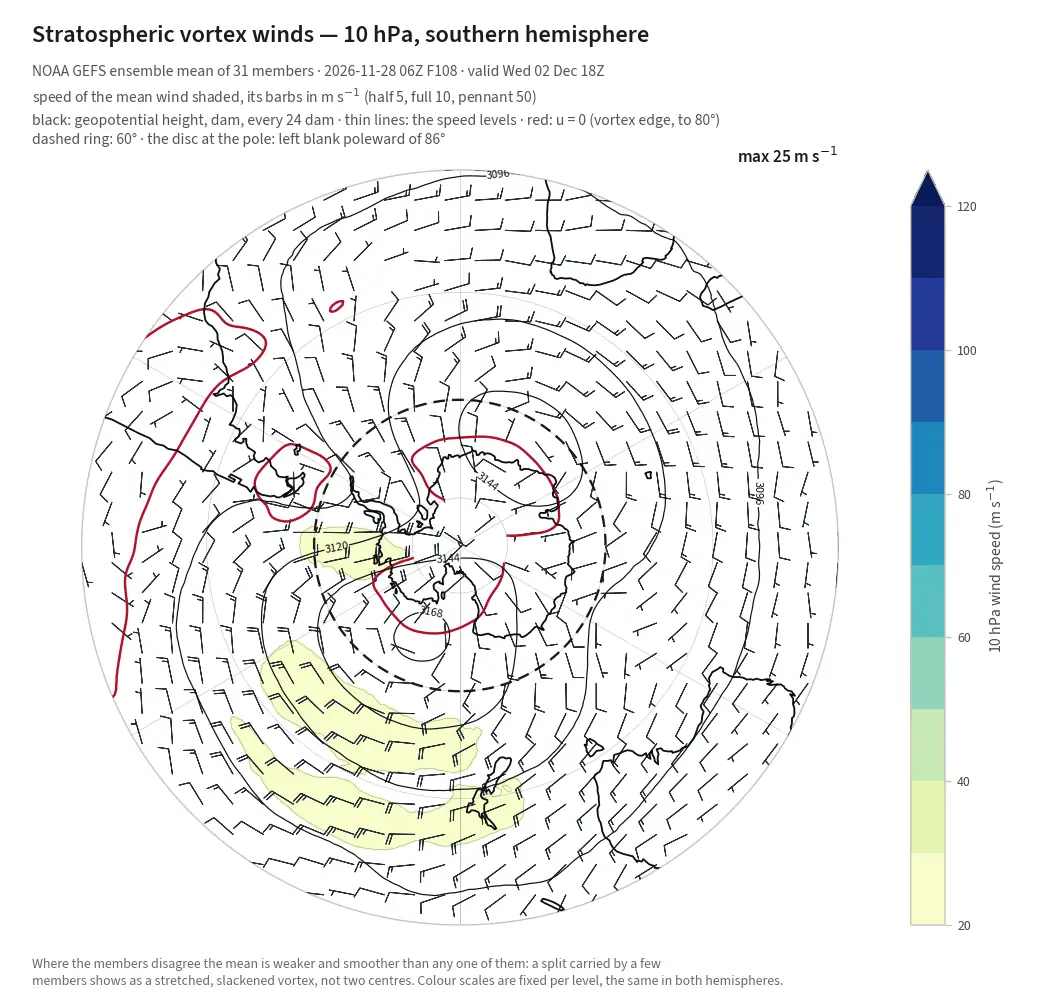 Stratospheric vortex winds — 10 hPa, southern hemisphere
NOAA GEFS ensemble mean of 31 members · 2026-11-28 06Z F108 · valid Wed 02 Dec 18Z
speed of the mean wind shaded, its barbs in m s⁻¹ (half 5, full 10, pennant 50)
black: geopotential height, dam, every 24 dam · thin lines: the speed levels · red: u = 0 (vortex edge, to 80°)
dashed ring: 60° · the disc at the pole: left blank poleward of 86°
max 25 m s⁻¹
3096
3144
3096
3120
3144
3168
120
100
80
60
40
20
10 hPa wind speed (m s⁻¹)
Where the members disagree the mean is weaker and smoother than any one of them: a split carried by a few
members shows as a stretched, slackened vortex, not two centres. Colour scales are fixed per level, the same in both hemispheres.